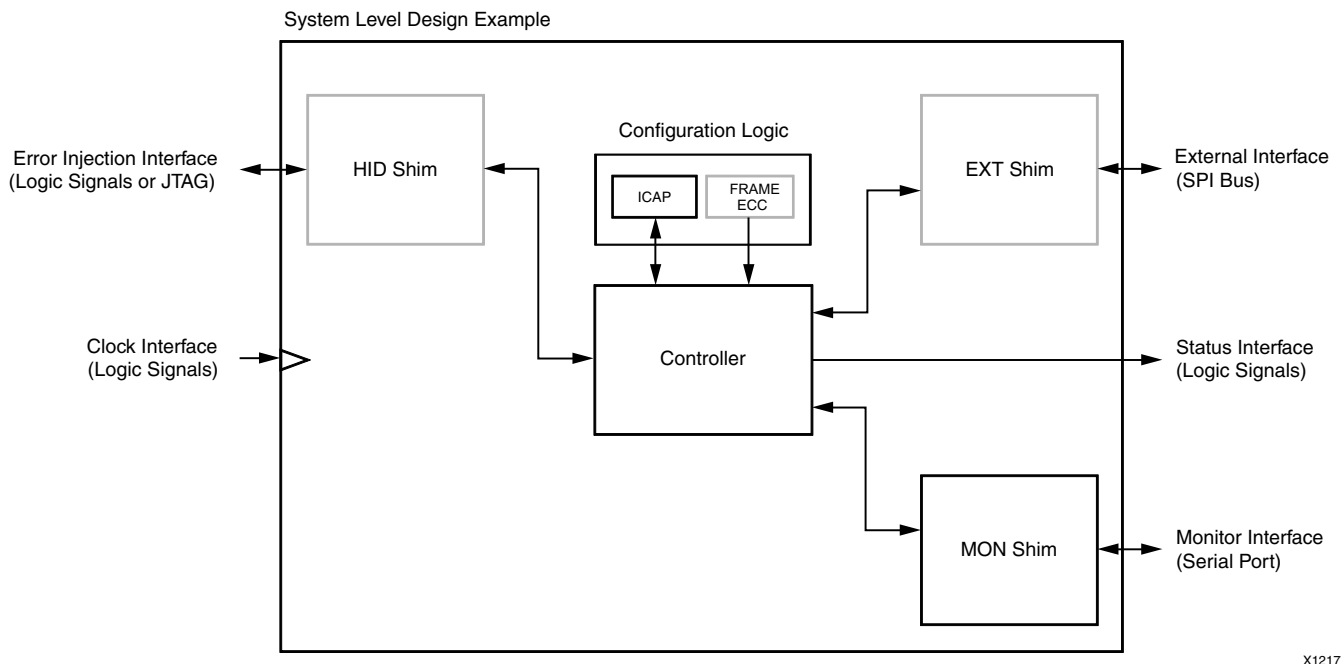 System Level Design Example
Error Injection Interface
(Logic Signals or JTAG)
HID Shim
Configuration Logic
ICAP
FRAME
ECC
EXT Shim
External Interface
(SPI Bus)
Clock Interface
(Logic Signals)
Controller
Status Interface
(Logic Signals)
MON Shim
Monitor Interface
(Serial Port)
X1217